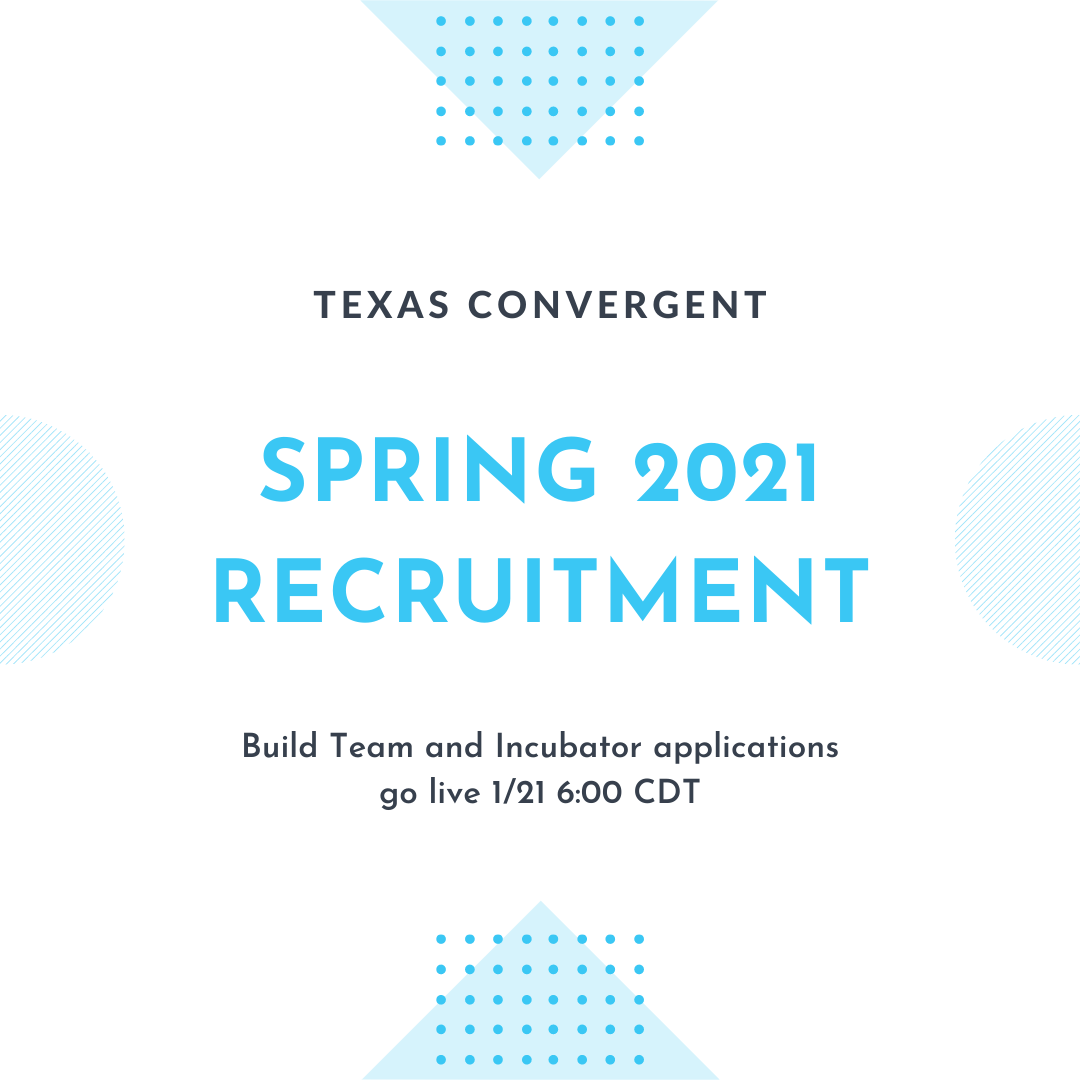 TEXAS CONVERGENT
SPRING 2021
RECRUITMENT
Build Team and Incubator applications
go live 1/21 6:00 CDT